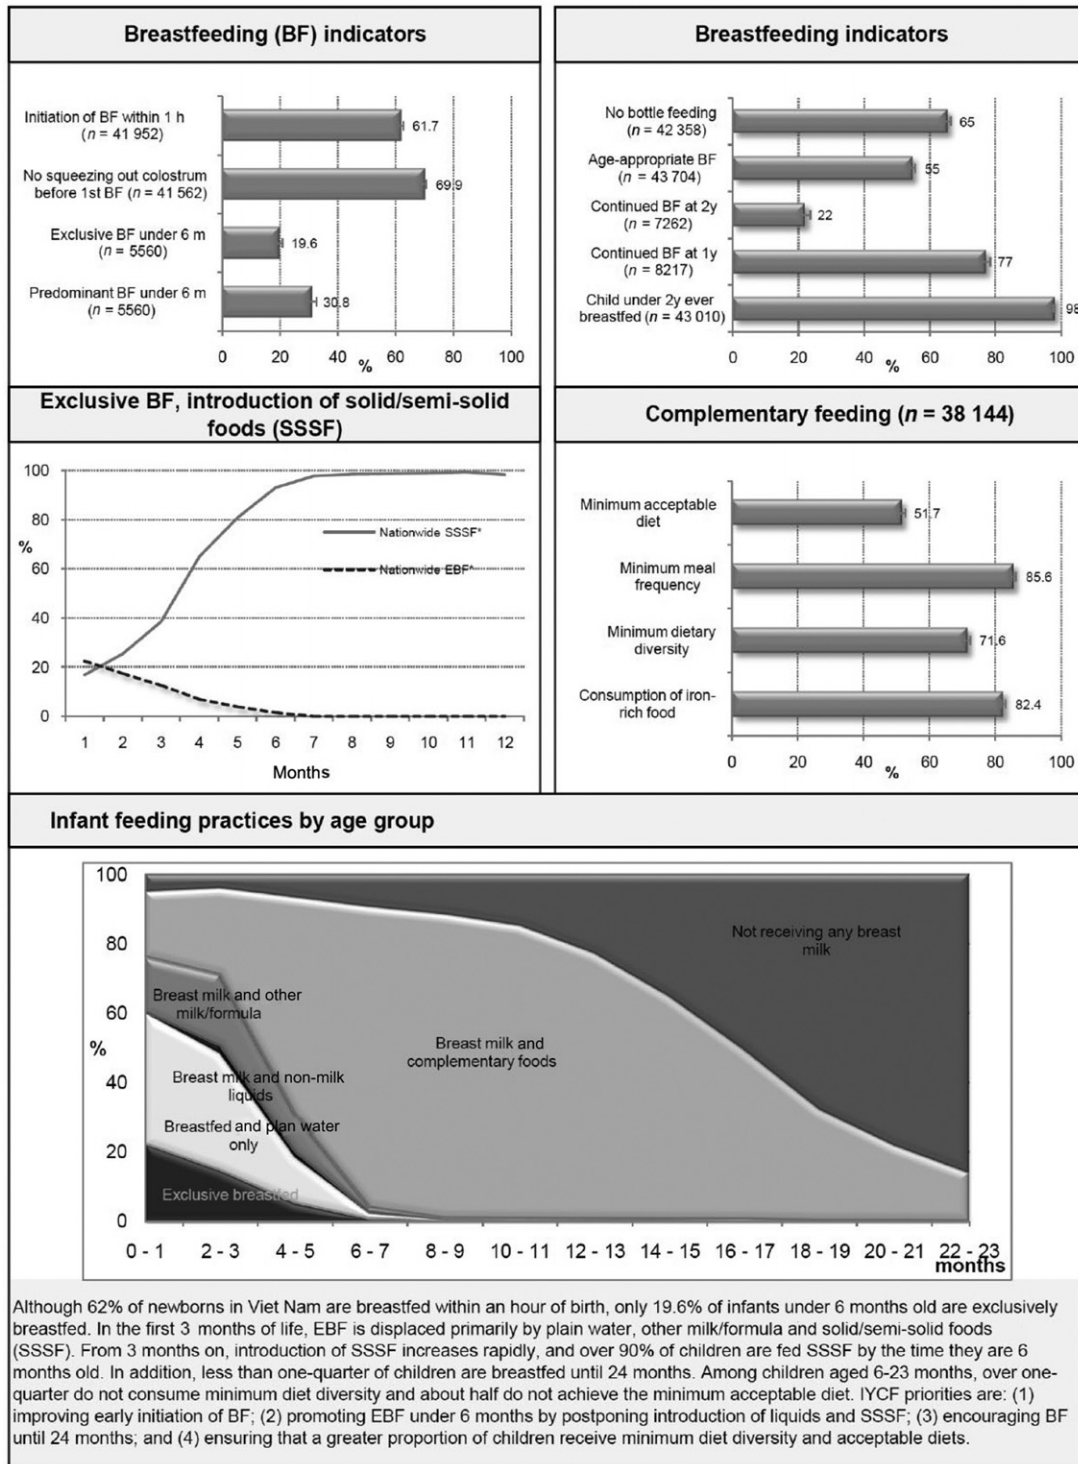 Breastfeeding (BF) indicators
Initiation of BF within 1 h
(n = 41 952)
61.7
No squeezing out colostrum
before 1st BF (n = 41 562)
69.9
Exclusive BF under 6 m
(n = 5560)
19.6
Predominant BF under 6 m
(n = 5560)
30.8
0 20 40 60 80 100
%
Breastfeeding indicators
No bottle feeding
(n = 42 358)
65
Age-appropriate BF
(n = 43 704)
55
Continued BF at 2y
(n = 7262)
22
Continued BF at 1y
(n = 8217)
77
Child under 2y ever
breastfed (n = 43 010)
98
0 20 40 60 80 100
%
Exclusive BF, introduction of solid/semi-solid
foods (SSSF)
100
80
%
60
40
20
0
Nationwide SSSF*
Nationwide EBF*
1 2 3 4 5 6 7 8 9 10 11 12
Months
Complementary feeding (n = 38 144)
Minimum acceptable
diet
51.7
Minimum meal
frequency
85.6
Minimum dietary
diversity
71.6
Consumption of iron-
rich food
82.4
0 20 40 60 80 100
%
Infant feeding practices by age group
100
80
60
%
40
20
0
Not receiving any breast
milk
Breast milk and other
milk/formula
Breast milk and
complementary foods
Breast milk and non-milk
liquids
Breastfed and plan water
only
Exclusive breastfed
0 - 1 2 - 3 4 - 5 6 - 7 8 - 9 10 - 11 12 - 13 14 - 15 16 - 17 18 - 19 20 - 21 22 - 23
months
Although 62% of newborns in Viet Nam are breastfed within an hour of birth, only 19.6% of infants under 6 months old are exclusively
breastfed. In the first 3 months of life, EBF is displaced primarily by plain water, other milk/formula and solid/semi-solid foods
(SSSF). From 3 months on, introduction of SSSF increases rapidly, and over 90% of children are fed SSSF by the time they are 6
months old. In addition, less than one-quarter of children are breastfed until 24 months. Among children aged 6-23 months, over one-
quarter do not consume minimum diet diversity and about half do not achieve the minimum acceptable diet. IYCF priorities are: (1)
improving early initiation of BF; (2) promoting EBF under 6 months by postponing introduction of liquids and SSSF; (3) encouraging BF
until 24 months; and (4) ensuring that a greater proportion of children receive minimum diet diversity and acceptable diets.